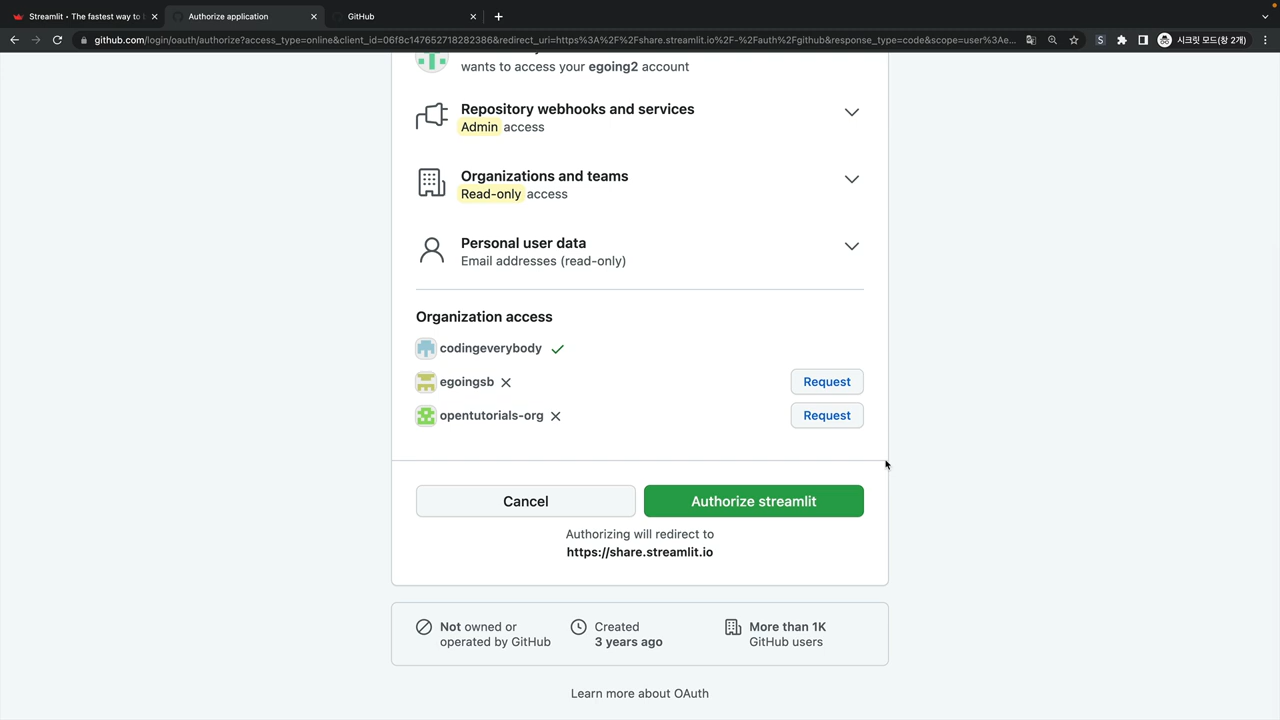 Streamlit • The fastest way to
Authorize application
GitHub
github.com/login/oauth/authorize?access_type=online&client_id=06f8c147652718282386&redirect_uri=https%3A%2F%2Fshare.streamlit.io%2F-%2Fauth%2Fgithub&response_type=code&scope=user%3Ae...
시크릿 모드(창 2개)
wants to access your egoing2 account
Repository webhooks and services
Admin access
Organizations and teams
Read-only access
Personal user data
Email addresses (read-only)
Organization access
codingeverybody
egoingsb
Request
opentutorials-org
Request
Cancel
Authorize streamlit
Authorizing will redirect to
https://share.streamlit.io
Not owned or
operated by GitHub
Created
3 years ago
More than 1K
GitHub users
Learn more about OAuth